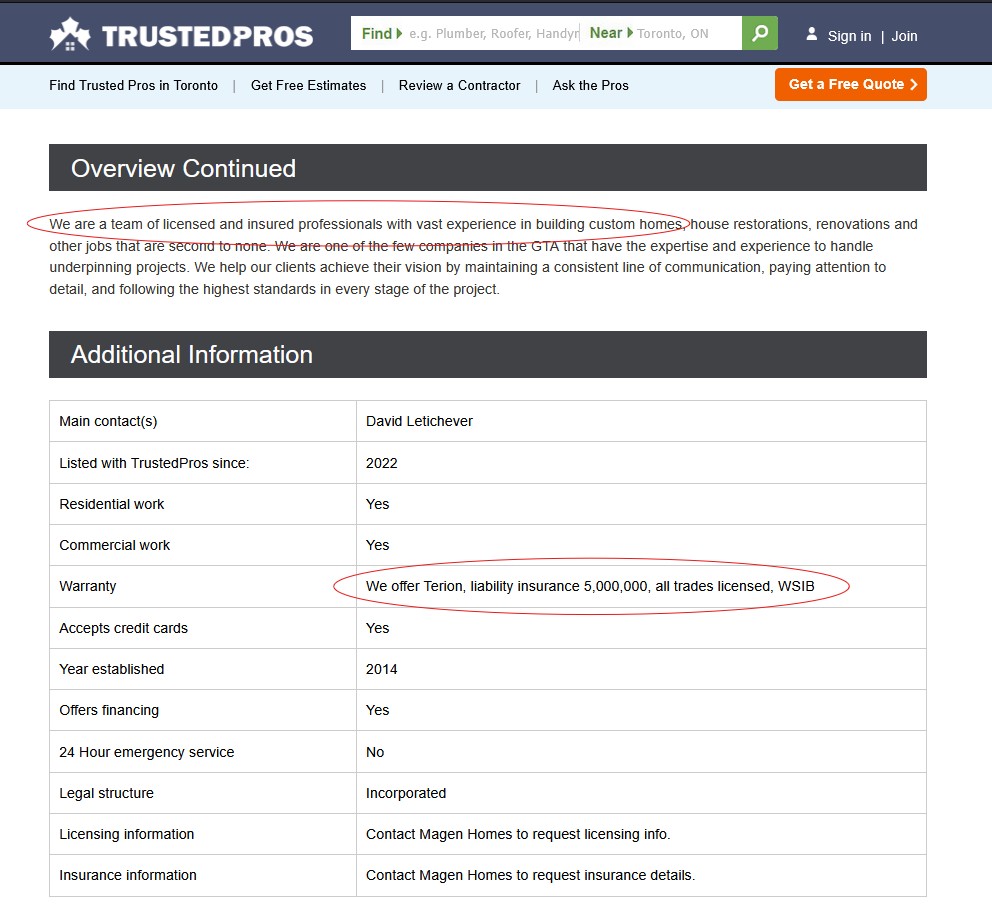 TRUSTEDPROS
Find e.g. Plumber, Roofer, Handyr Near Toronto, ON Sign in | Join
Find Trusted Pros in Toronto | Get Free Estimates | Review a Contractor | Ask the Pros Get a Free Quote
Overview Continued
We are a team of licensed and insured professionals with vast experience in building custom homes, house restorations, renovations and
other jobs that are second to none. We are one of the few companies in the GTA that have the expertise and experience to handle
underpinning projects. We help our clients achieve their vision by maintaining a consistent line of communication, paying attention to
detail, and following the highest standards in every stage of the project.
Additional Information
Main contact(s) David Letichever
Listed with TrustedPros since: 2022
Residential work Yes
Commercial work Yes
Warranty We offer Terion, liability insurance 5,000,000, all trades licensed, WSIB
Accepts credit cards Yes
Year established 2014
Offers financing Yes
24 Hour emergency service No
Legal structure Incorporated
Licensing information Contact Magen Homes to request licensing info.
Insurance information Contact Magen Homes to request insurance details.